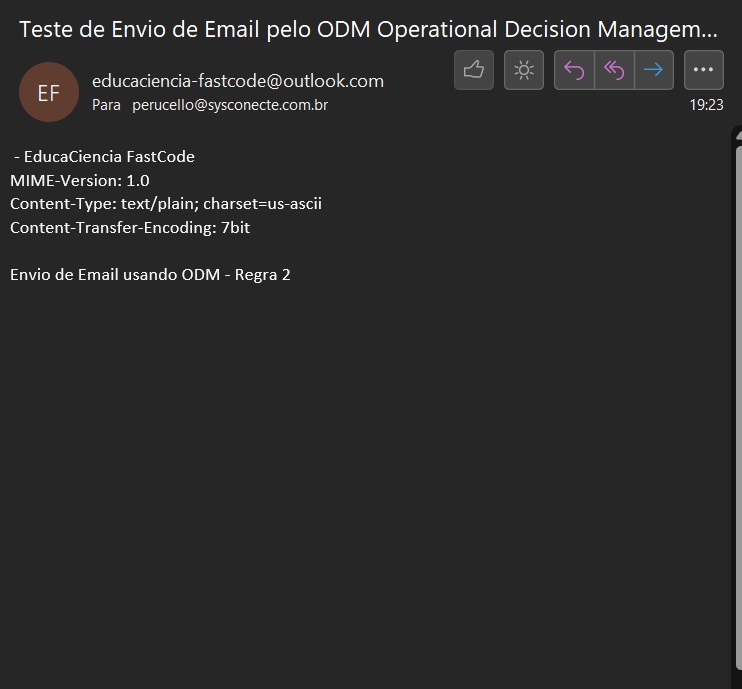 Teste de Envio de Email pelo ODM Operational Decision Managem...
EF
educaciencia-fastcode@outlook.com
Para perucello@sysconecte.com.br
19:23
- EducaCiencia FastCode
MIME-Version: 1.0
Content-Type: text/plain; charset=us-ascii
Content-Transfer-Encoding: 7bit
Envio de Email usando ODM - Regra 2